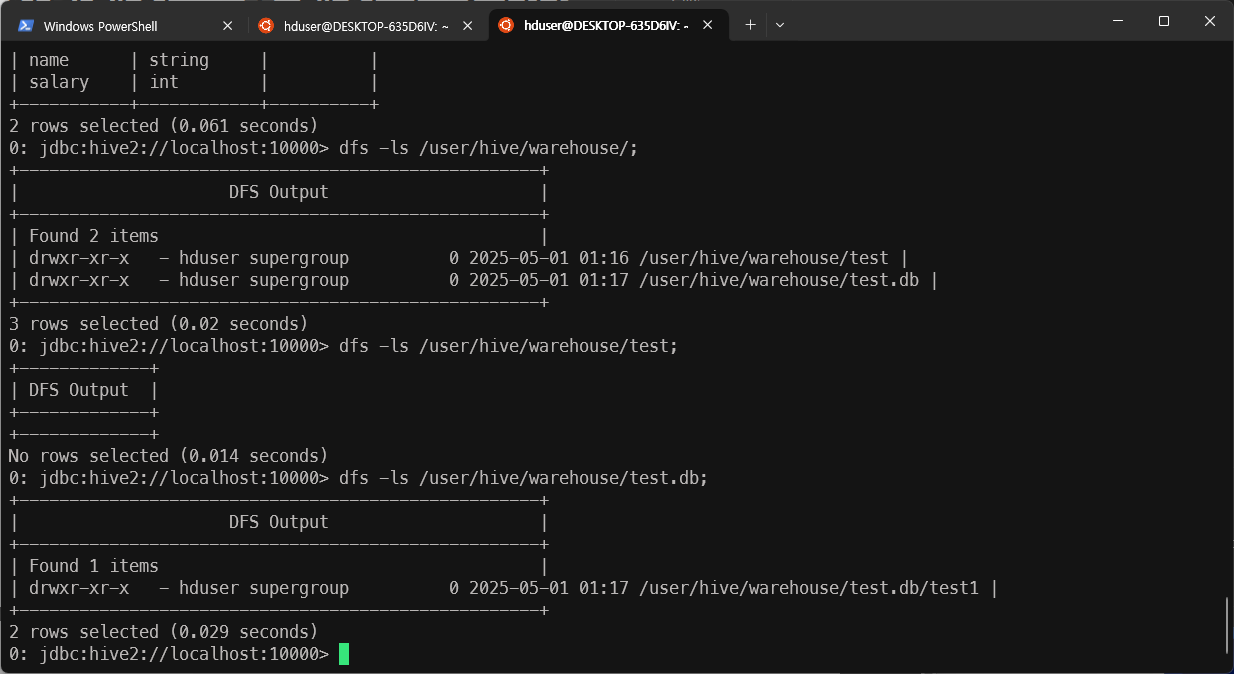 Windows PowerShell
hduser@DESKTOP-635D6IV: ~
hduser@DESKTOP-635D6IV: ~
| name      | string     |          |
| salary    | int        |          |
+-----------+------------+----------+
2 rows selected (0.061 seconds)
0: jdbc:hive2://localhost:10000> dfs -ls /user/hive/warehouse/;
+----------------------------------------------------+
|                     DFS Output                     |
+----------------------------------------------------+
| Found 2 items                                      |
| drwxr-xr-x   - hduser supergroup          0 2025-05-01 01:16 /user/hive/warehouse/test |
| drwxr-xr-x   - hduser supergroup          0 2025-05-01 01:17 /user/hive/warehouse/test.db |
+----------------------------------------------------+
3 rows selected (0.02 seconds)
0: jdbc:hive2://localhost:10000> dfs -ls /user/hive/warehouse/test;
+-------------+
| DFS Output  |
+-------------+
+-------------+
No rows selected (0.014 seconds)
0: jdbc:hive2://localhost:10000> dfs -ls /user/hive/warehouse/test.db;
+----------------------------------------------------+
|                     DFS Output                     |
+----------------------------------------------------+
| Found 1 items                                      |
| drwxr-xr-x   - hduser supergroup          0 2025-05-01 01:17 /user/hive/warehouse/test.db/test1 |
+----------------------------------------------------+
2 rows selected (0.029 seconds)
0: jdbc:hive2://localhost:10000>